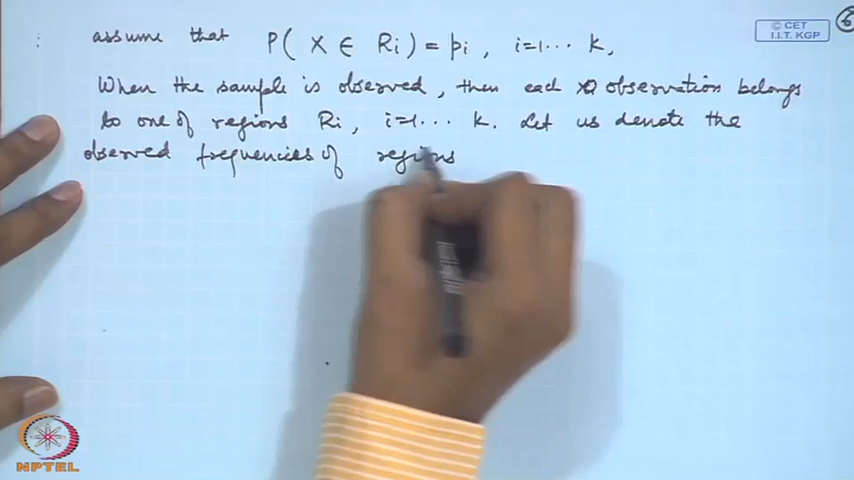 assume that P( X ∈ Ri ) = pi , i=1... k.
When the sample is observed, then each observation belongs
to one of regions Ri, i=1... k. Let us denote the
observed frequencies of regions
© CET
I.I.T. KGP
6
NPTEL